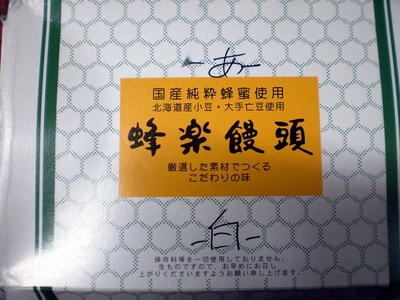 -あ-
国産純粋蜂蜜使用
北海道産小豆・大手亡豆使用
蜂楽饅頭
厳選した素材でつくる
こだわりの味
-白-
保存料等を一切使用しておりません。
生ものですので、お早めにお召し
上がりくださいますようお願い申し上げます。